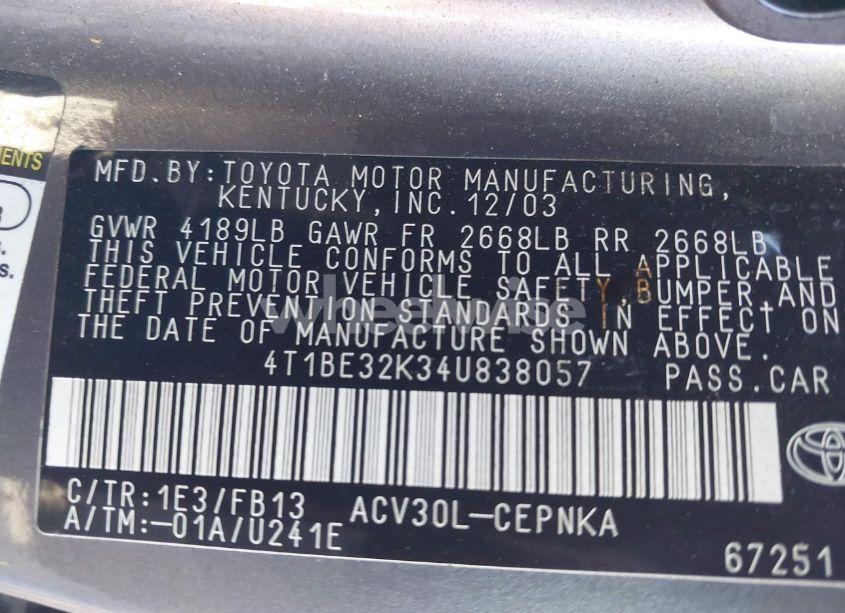 MENTS
MFD.BY:TOYOTA MOTOR MANUFACTURING,
KENTUCKY,INC.12/03
GVWR 4189LB GAWR FR 2668LB RR 2668LB
THIS VEHICLE CONFORMS TO ALL APPLICABLE
FEDERAL MOTOR VEHICLE SAFETY,BUMPER,AND
THEFT PREVENTION STANDARDS IN EFFECT ON
THE DATE OF MANUFACTURE SHOWN ABOVE.
4T1BE32K34U838057 PASS.CAR
C/TR:1E3/FB13 ACV30L-CEPNKA
A/TM:-01A/U241E
67251